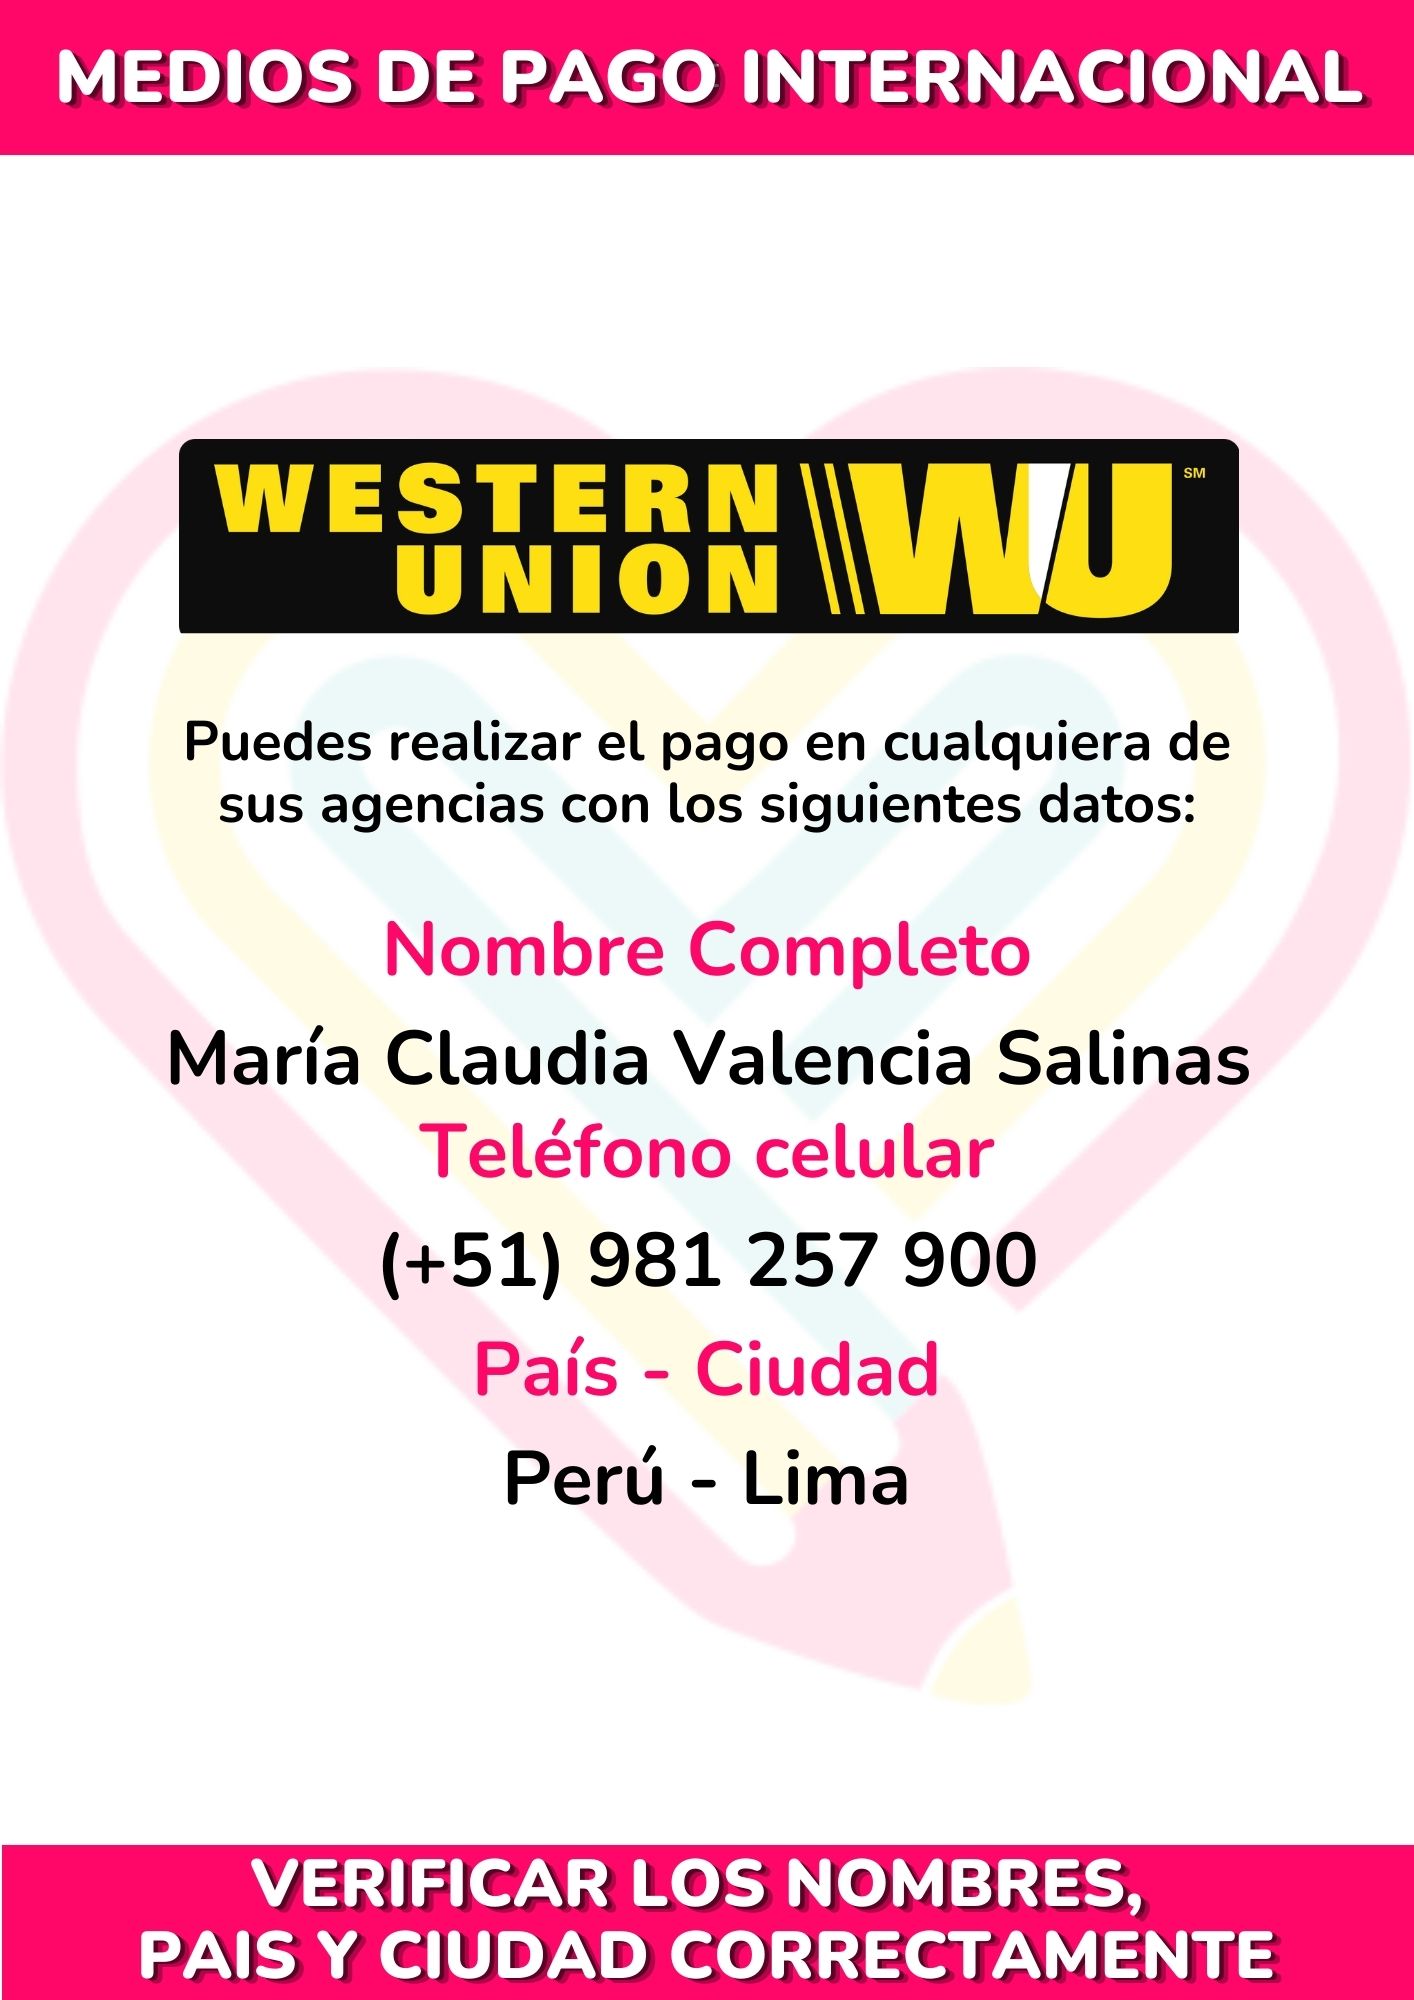 MEDIOS DE PAGO INTERNACIONAL
WESTERN
UNION
WU
SM
Puedes realizar el pago en cualquiera de
sus agencias con los siguientes datos:
Nombre Completo
María Claudia Valencia Salinas
Teléfono celular
(+51) 981 257 900
País - Ciudad
Perú - Lima
VERIFICAR LOS NOMBRES,
PAIS Y CIUDAD CORRECTAMENTE